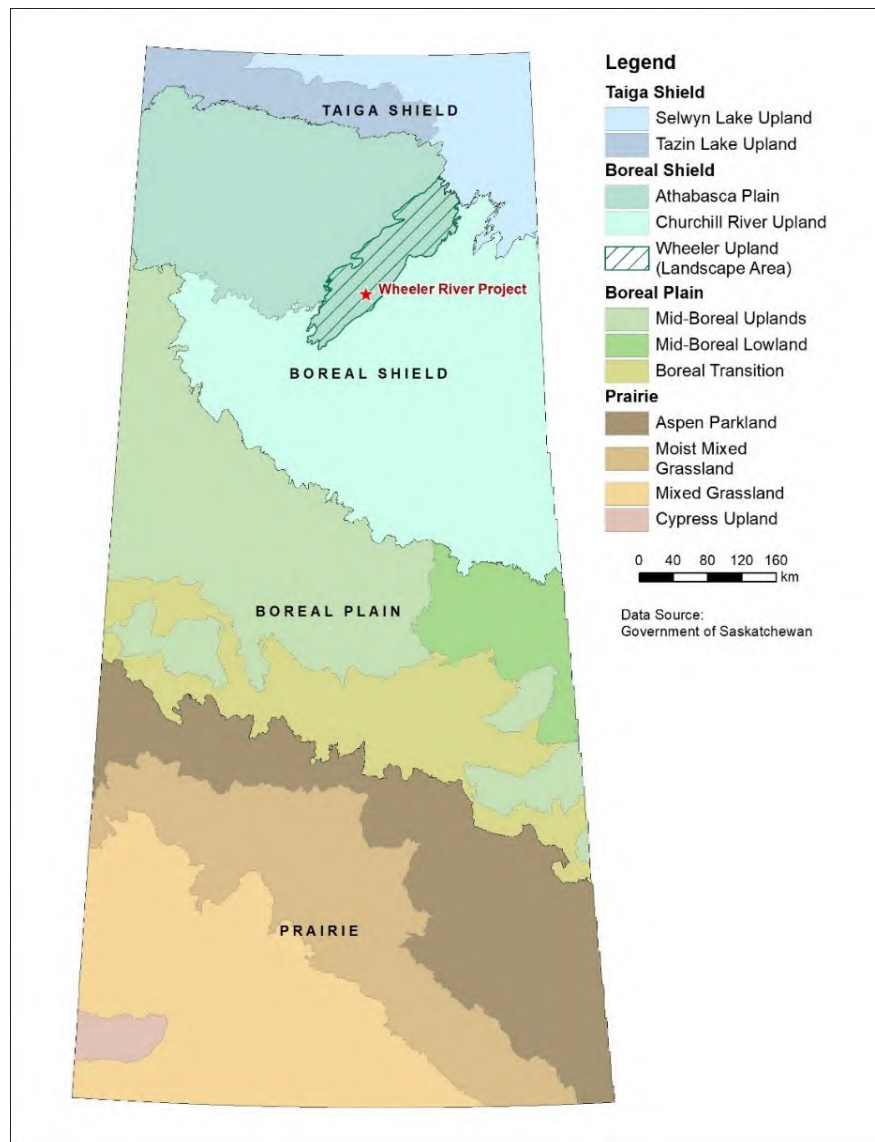 TAIGA SHIELD
Wheeler River Project
BOREAL SHIELD
BOREAL PLAIN
PRAIRIE
Legend
Taiga Shield
Selwyn Lake Upland
Tazin Lake Upland
Boreal Shield
Athabasca Plain
Churchill River Upland
Wheeler Upland
(Landscape Area)
Boreal Plain
Mid-Boreal Uplands
Mid-Boreal Lowland
Boreal Transition
Prairie
Aspen Parkland
Moist Mixed
Grassland
Mixed Grassland
Cypress Upland
0 40 80 120 160
km
Data Source:
Government of Saskatchewan